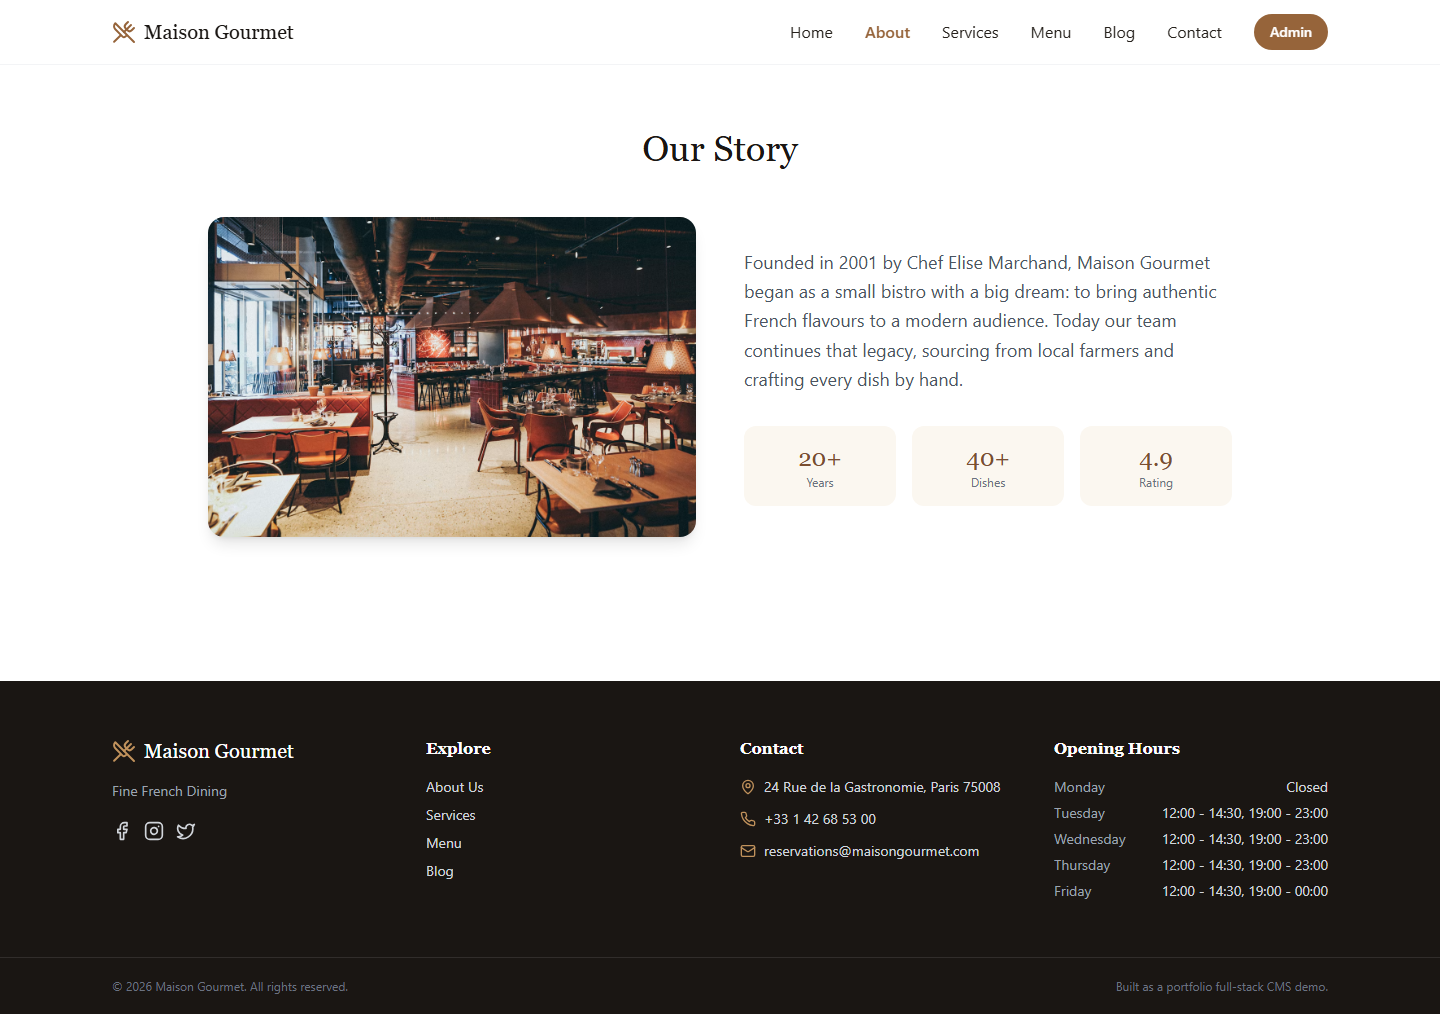 Maison Gourmet
Home
About
Services
Menu
Blog
Contact
Admin
Our Story
Founded in 2001 by Chef Elise Marchand, Maison Gourmet
began as a small bistro with a big dream: to bring authentic
French flavours to a modern audience. Today our team
continues that legacy, sourcing from local farmers and
crafting every dish by hand.
20+
Years
40+
Dishes
4.9
Rating
Maison Gourmet
Fine French Dining
Explore
About Us
Services
Menu
Blog
Contact
24 Rue de la Gastronomie, Paris 75008
+33 1 42 68 53 00
reservations@maisongourmet.com
Opening Hours
Monday Closed
Tuesday 12:00 - 14:30, 19:00 - 23:00
Wednesday 12:00 - 14:30, 19:00 - 23:00
Thursday 12:00 - 14:30, 19:00 - 23:00
Friday 12:00 - 14:30, 19:00 - 00:00
© 2026 Maison Gourmet. All rights reserved.
Built as a portfolio full-stack CMS demo.